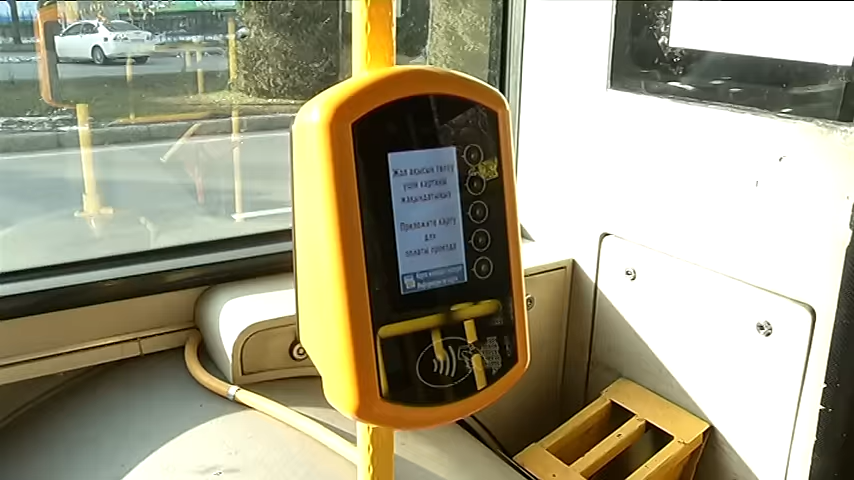 Жол ақысын төлеу
үшін картаны
жақындатыңыз
Приложите карту
для
оплаты проезда